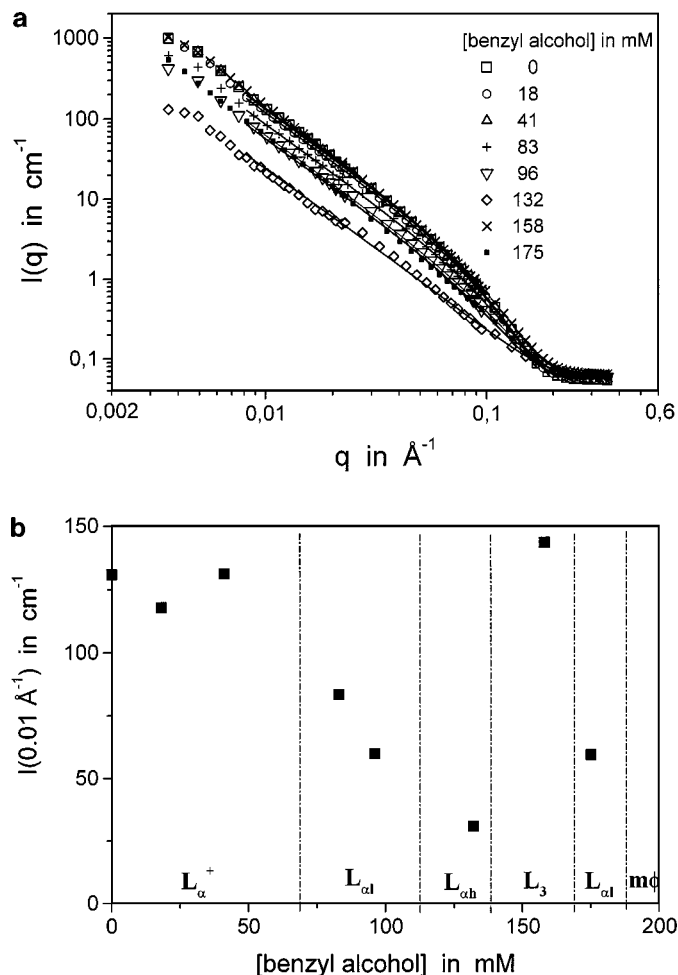 a
[benzyl alcohol] in mM
0
18
41
83
96
132
158
175
1000
100
10
1
0,1
I(q) in cm⁻¹
0,002
0,01
0,1
0,6
q in Å⁻¹
b
150
100
50
0
I(0.01 Å⁻¹) in cm⁻¹
Lα⁺
Lαl
Lαh
L₃
Lαl
mϕ
0
50
100
150
200
[benzyl alcohol] in mM